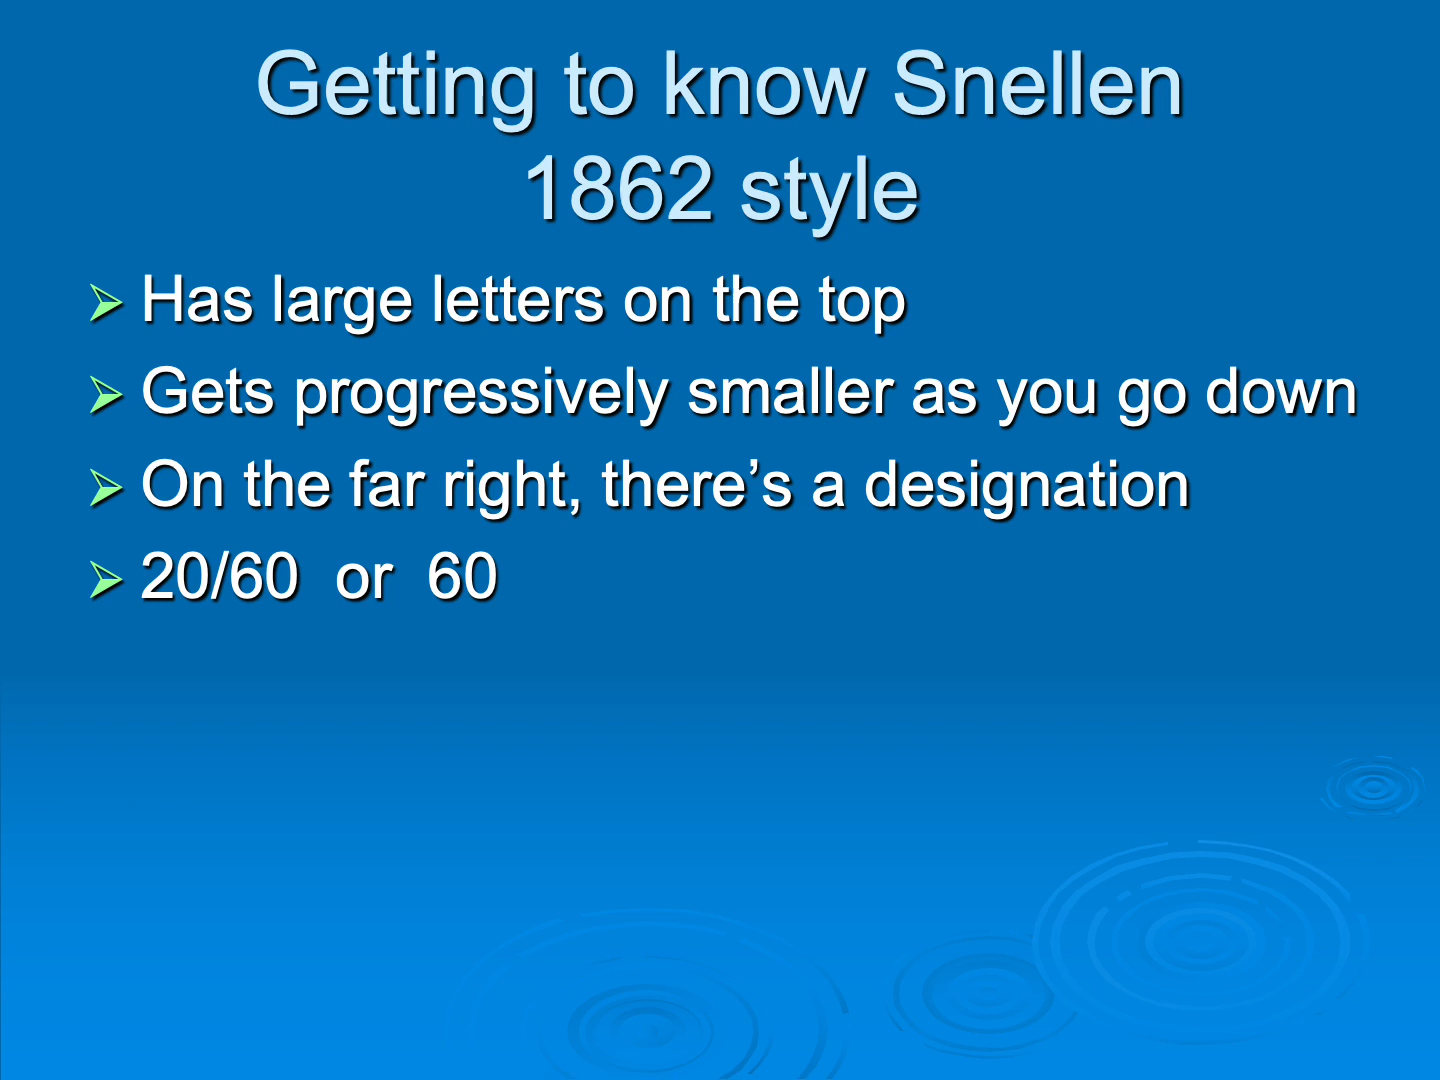 Getting to know Snellen
1862 style
Has large letters on the top
Gets progressively smaller as you go down
On the far right, there’s a designation
20/60  or  60